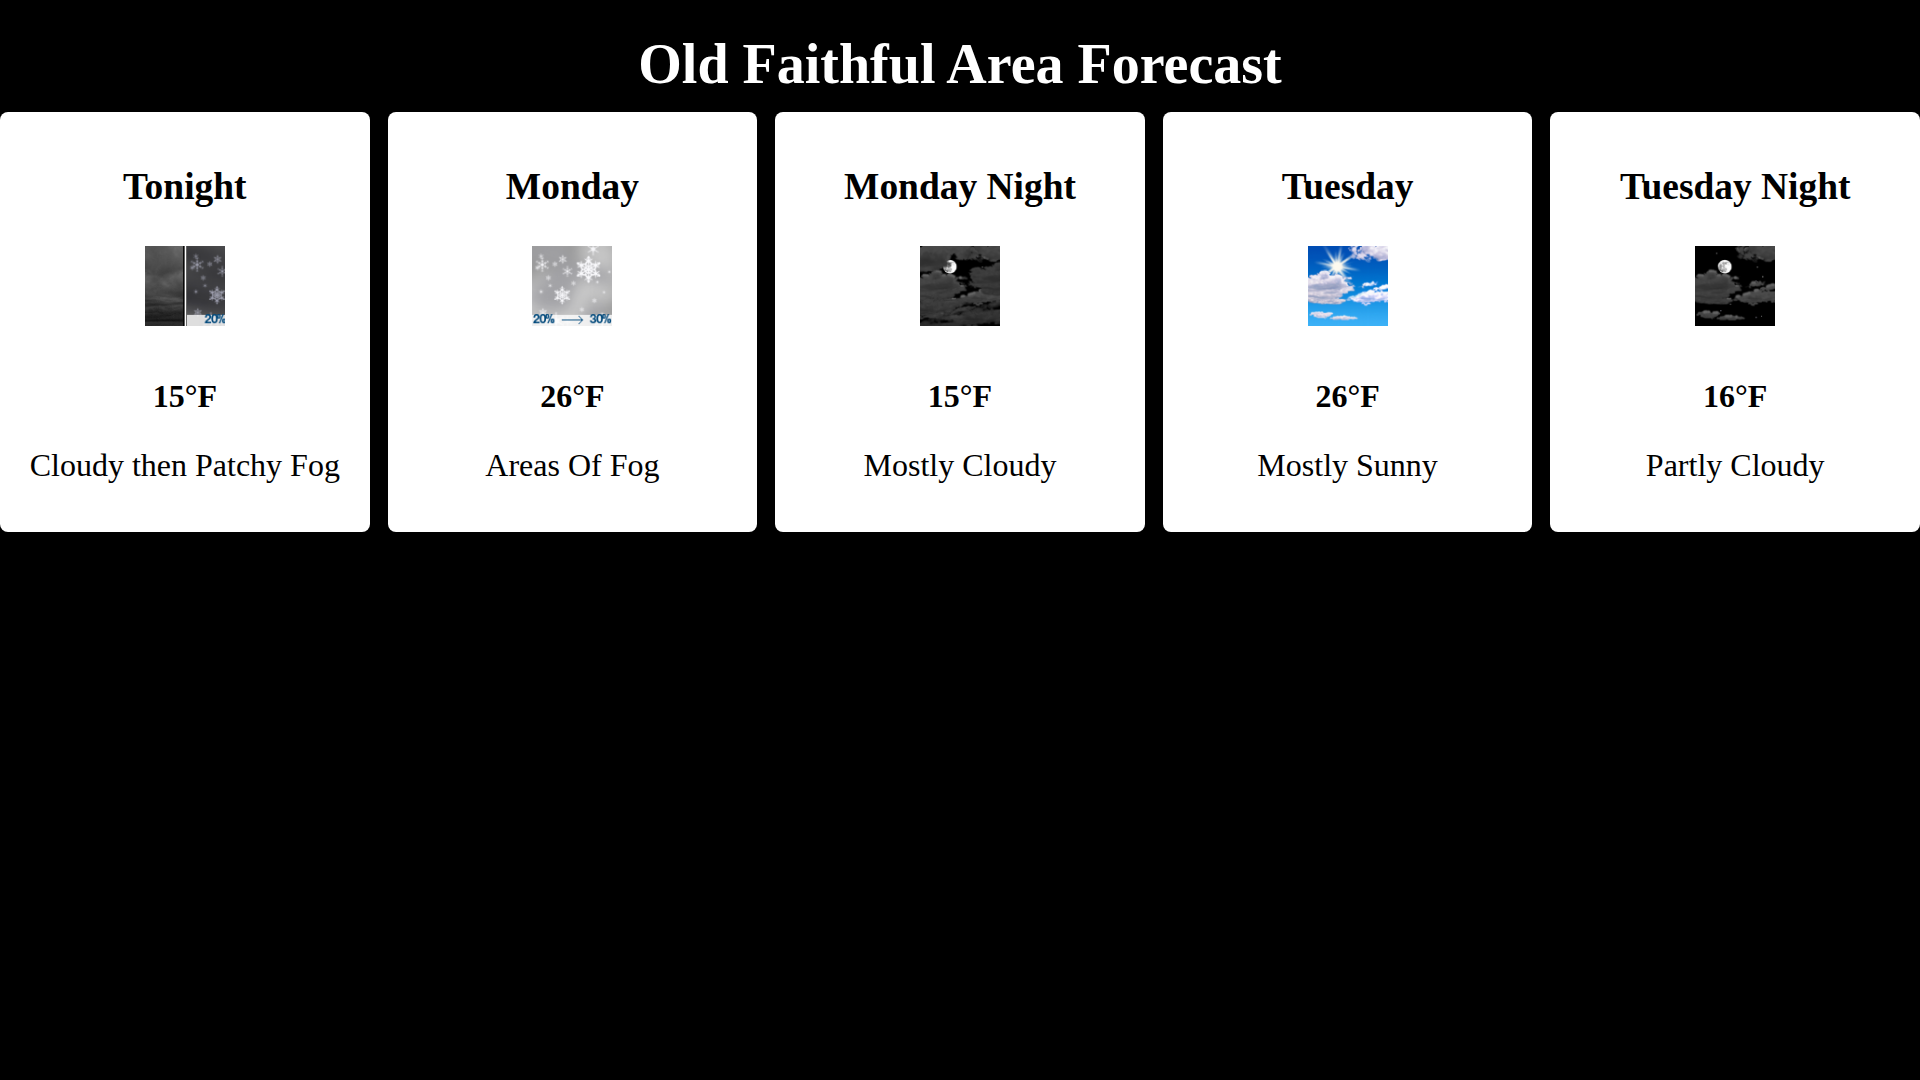 Old Faithful Area Forecast
Tonight
20%
15°F
Cloudy then Patchy Fog
Monday
20% → 30%
26°F
Areas Of Fog
Monday Night
15°F
Mostly Cloudy
Tuesday
26°F
Mostly Sunny
Tuesday Night
16°F
Partly Cloudy